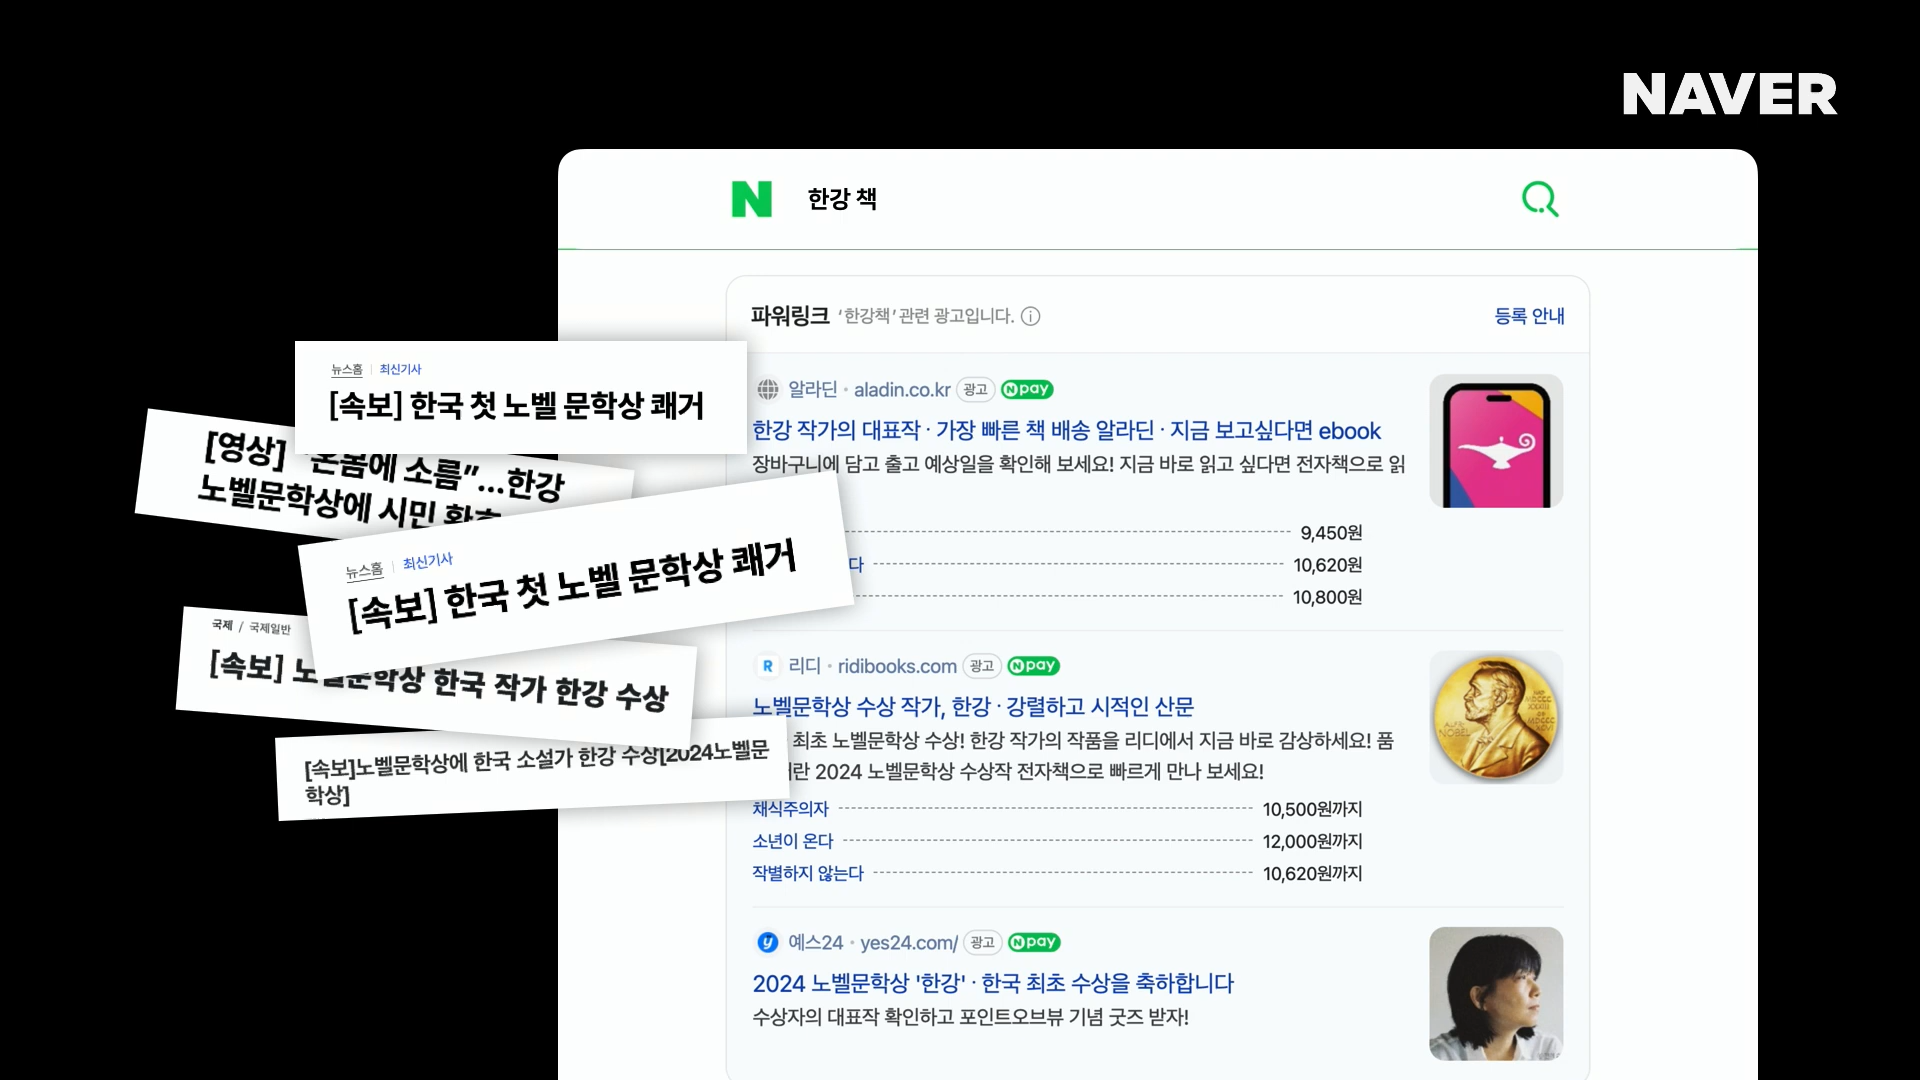 NAVER
한강 책
파워링크 '한강책' 관련 광고입니다.
등록 안내
알라딘 · aladin.co.kr 광고 N pay
한강 작가의 대표작 · 가장 빠른 책 배송 알라딘 · 지금 보고싶다면 ebook
장바구니에 담고 출고 예상일을 확인해 보세요! 지금 바로 읽고 싶다면 전자책으로 읽
9,450원
다 10,620원
10,800원
R 리디 · ridibooks.com 광고 N pay
노벨문학상 수상 작가, 한강 · 강렬하고 시적인 산문
최초 노벨문학상 수상! 한강 작가의 작품을 리디에서 지금 바로 감상하세요! 품
2024 노벨문학상 수상작 전자책으로 빠르게 만나 보세요!
채식주의자 10,500원까지
소년이 온다 12,000원까지
작별하지 않는다 10,620원까지
y 예스24 · yes24.com/ 광고 N pay
2024 노벨문학상 '한강' · 한국 최초 수상을 축하합니다
수상자의 대표작 확인하고 포인트오브뷰 기념 굿즈 받자!
뉴스홈 | 최신기사
[속보] 한국 첫 노벨 문학상 쾌거
[영상] "온몸에 소름"…한강
노벨문학상에 시민 환호
뉴스홈 | 최신기사
[속보] 한국 첫 노벨 문학상 쾌거
국제 / 국제일반
[속보] 노벨문학상 한국 작가 한강 수상
[속보]노벨문학상에 한국 소설가 한강 수상[2024노벨문
학상]